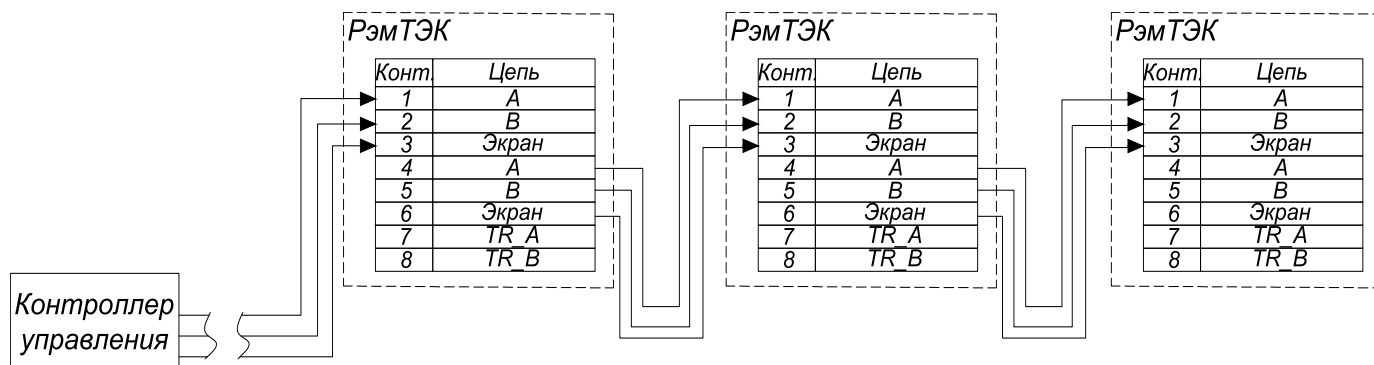 РэмТЭК
Конт. Цепь
1 A
2 B
3 Экран
4 A
5 B
6 Экран
7 TR_A
8 TR_B
РэмТЭК
Конт. Цепь
1 A
2 B
3 Экран
4 A
5 B
6 Экран
7 TR_A
8 TR_B
РэмТЭК
Конт. Цепь
1 A
2 B
3 Экран
4 A
5 B
6 Экран
7 TR_A
8 TR_B
Контроллер
управления